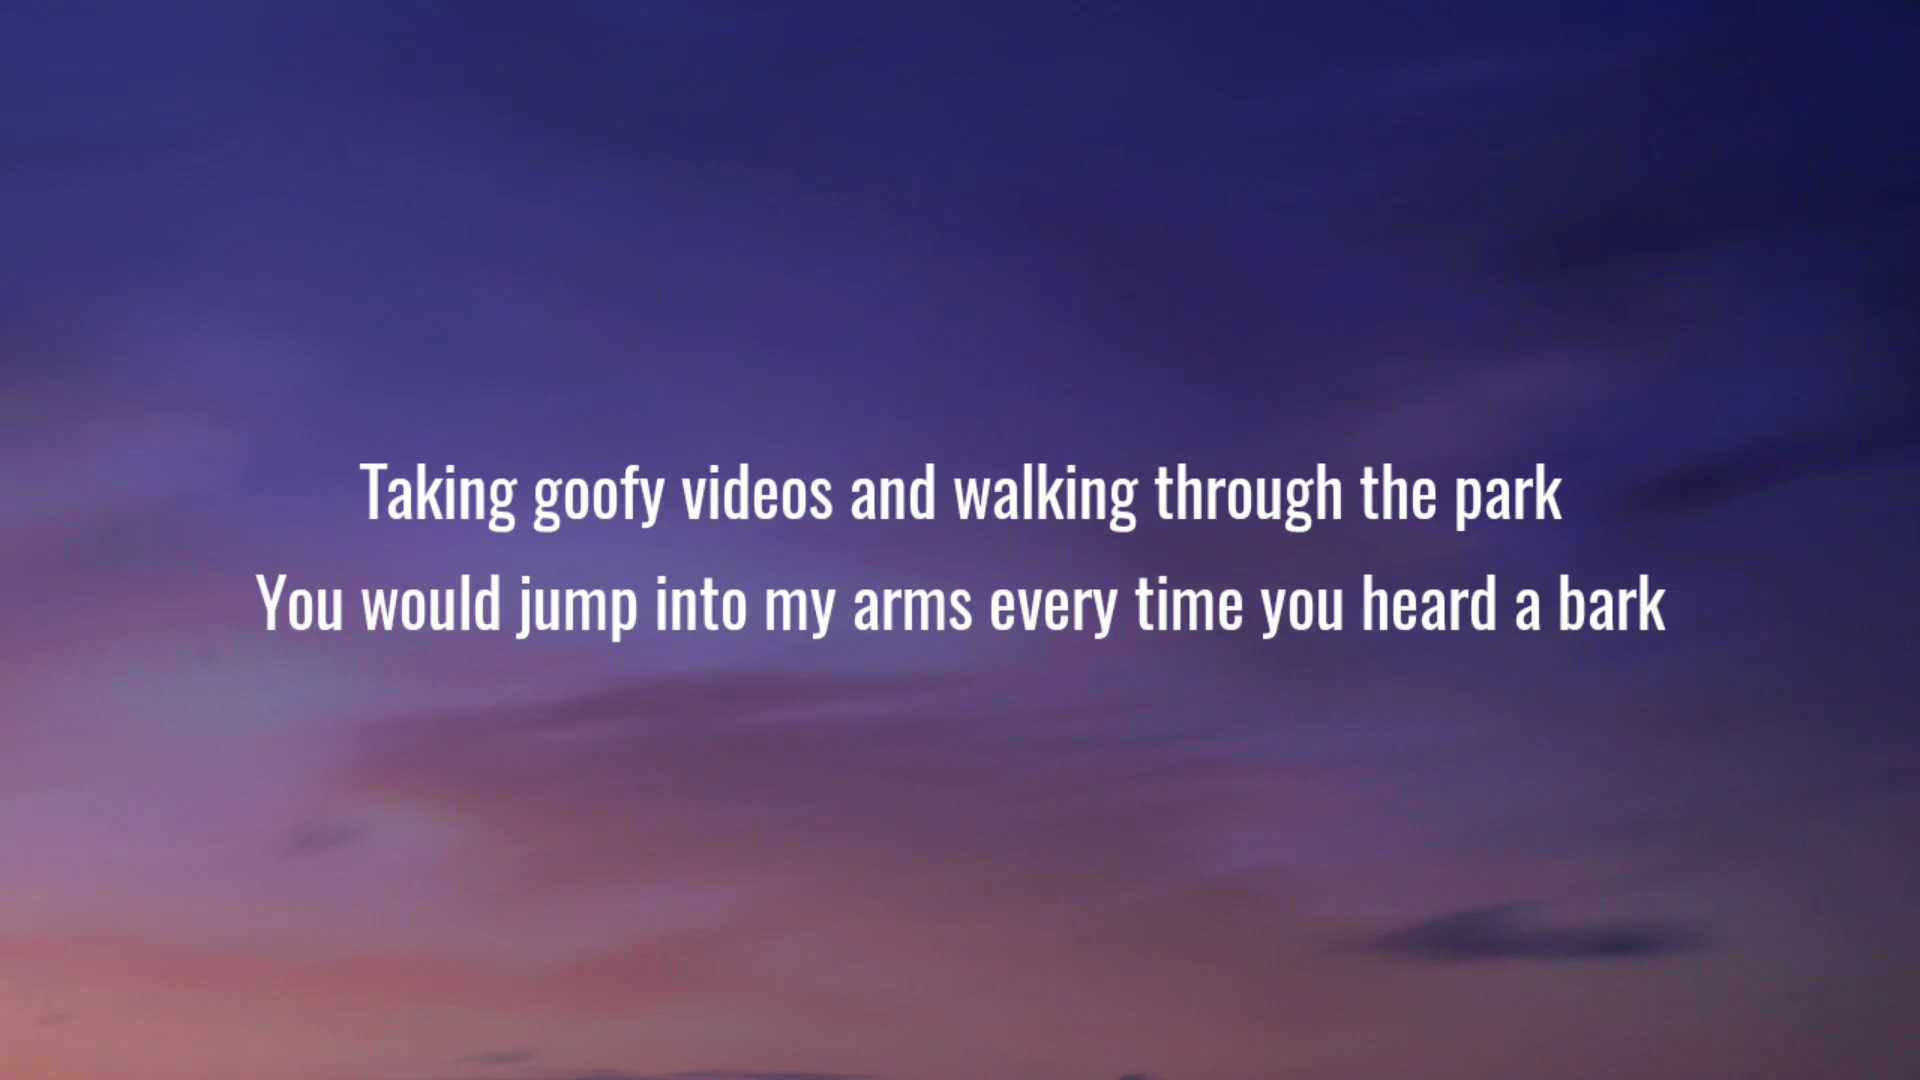 Taking goofy videos and walking through the park
You would jump into my arms every time you heard a bark